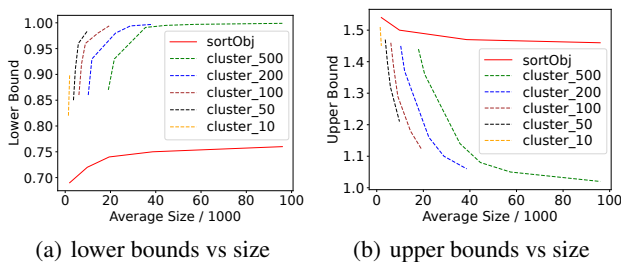 1.00
0.95
0.90
0.85
0.80
0.75
0.70
Lower Bound
sortObj
cluster_500
cluster_200
cluster_100
cluster_50
cluster_10
0 20 40 60 80 100
Average Size / 1000
(a) lower bounds vs size
1.5
1.4
1.3
1.2
1.1
1.0
Upper Bound
sortObj
cluster_500
cluster_200
cluster_100
cluster_50
cluster_10
0 20 40 60 80 100
Average Size / 1000
(b) upper bounds vs size